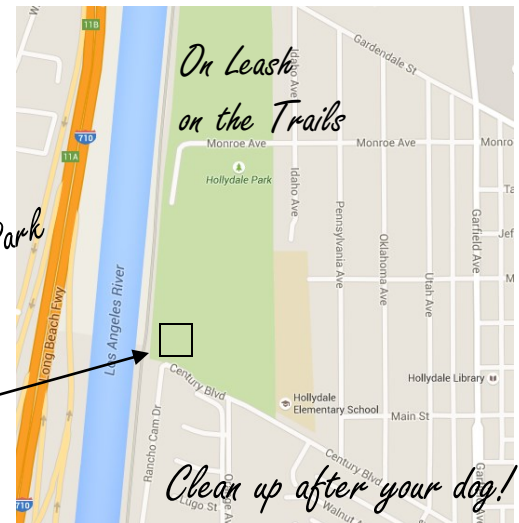 11B
On Leash
on the Trails
Idaho Ave
Gardendale St
710
11A
Monroe Ave
Monroe Ave
Monro
Hollydale Park
Idaho Ave
Park
Pennsylvania Ave
Oklahoma Ave
Utah Ave
Garfield Ave
Jef
Los Angeles River
Long Beach Fwy
Century Blvd
Hollydale Library
Hollydale
Elementary School
Main St
Rancho Cam Dr
Century Blvd
Clean up after your dog!
Lugo St
Walnut A
710